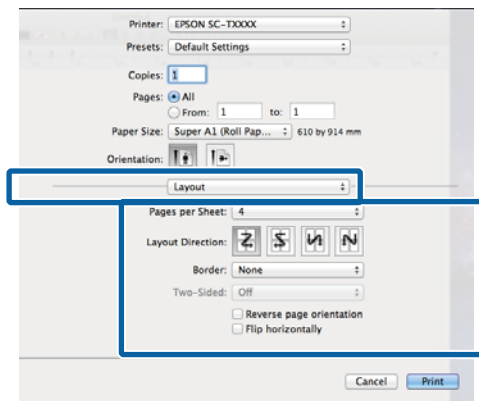 Printer: EPSON SC-TXXXX
Presets: Default Settings
Copies: 1
Pages: All
From: 1 to: 1
Paper Size: Super A1 (Roll Pap... 610 by 914 mm
Orientation:
Layout
Pages per Sheet: 4
Layout Direction:
Border: None
Two-Sided: Off
Reverse page orientation
Flip horizontally
Cancel Print